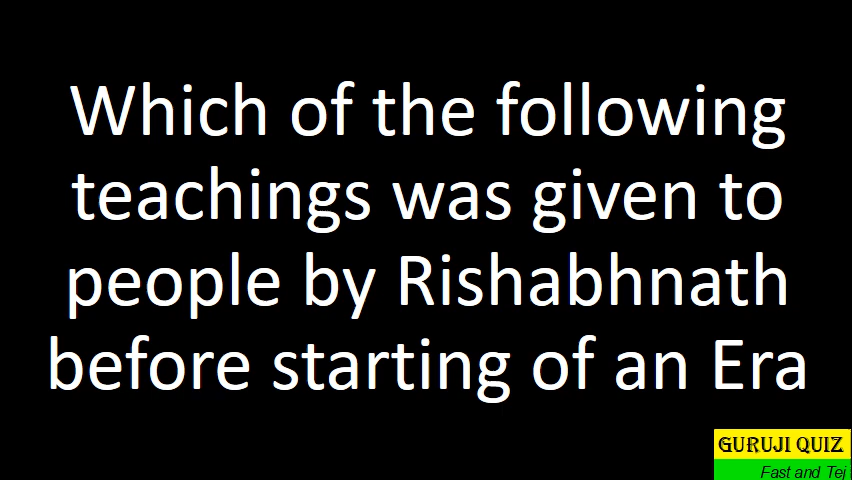 Which of the following
teachings was given to
people by Rishabhnath
before starting of an Era
GURUJI QUIZ
Fast and Tej